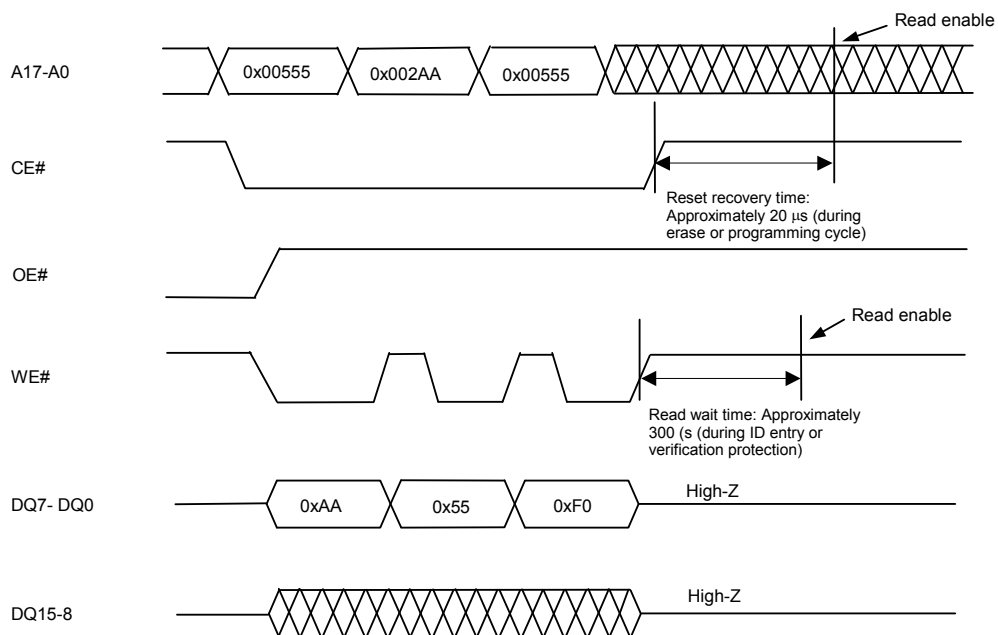 Read enable
A17-A0
0x00555
0x002AA
0x00555
CE#
Reset recovery time:
Approximately 20 μs (during
erase or programming cycle)
OE#
Read enable
WE#
Read wait time: Approximately
300 (s (during ID entry or
verification protection)
DQ7- DQ0
0xAA
0x55
0xF0
High-Z
DQ15-8
High-Z